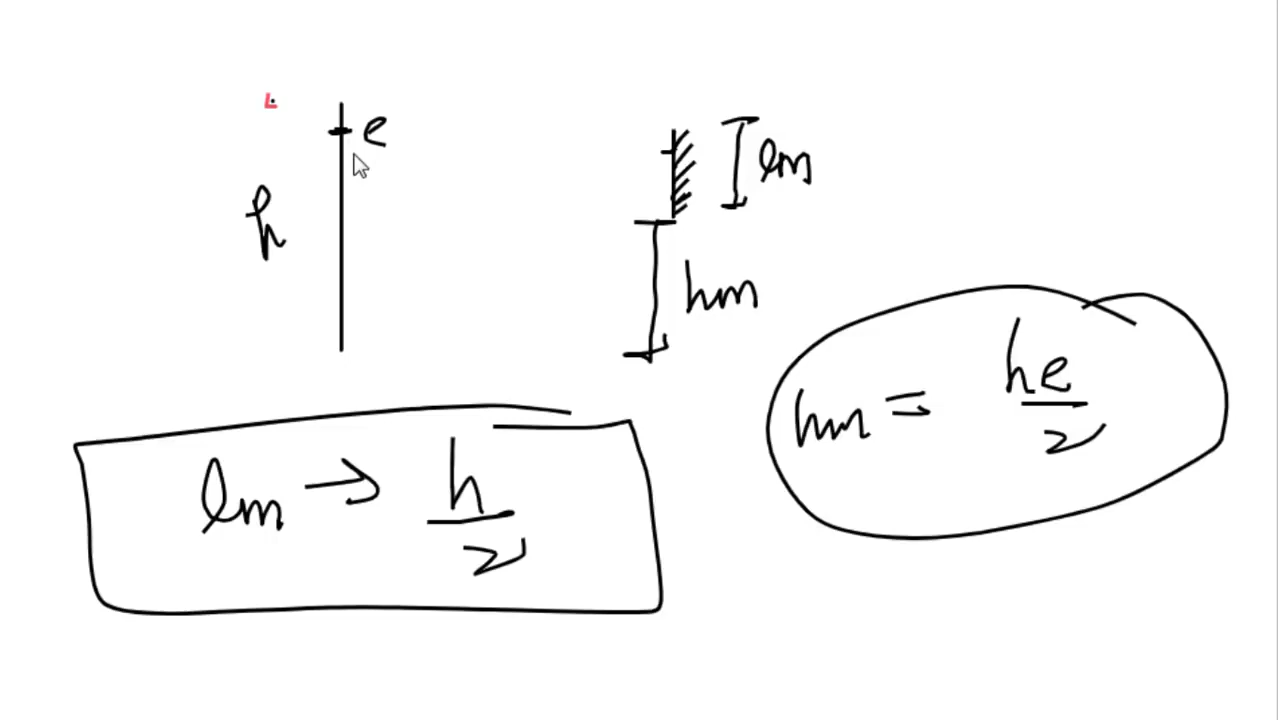 e
lm
h
hm
hm = he/2
lm → h/2